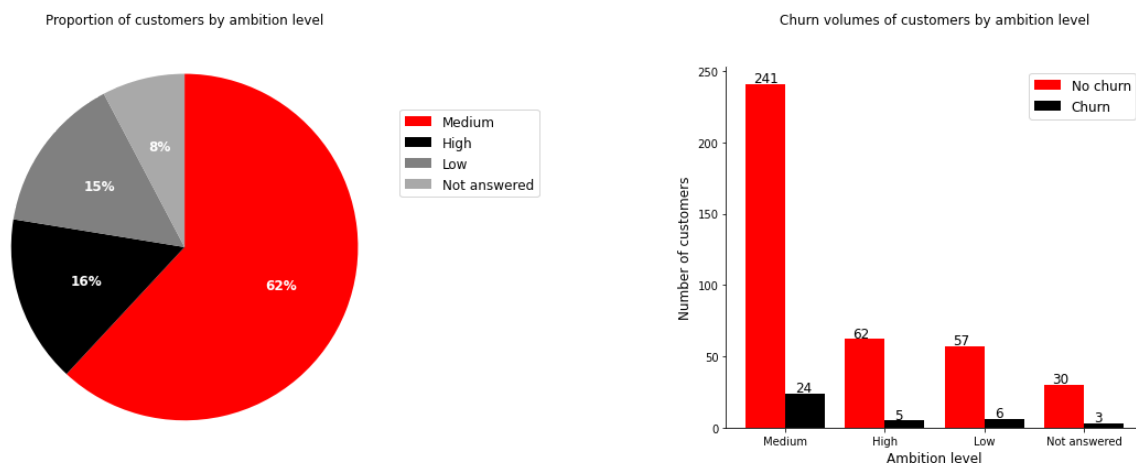 Proportion of customers by ambition level
Medium
High
Low
Not answered
8%
15%
16%
62%
Churn volumes of customers by ambition level
No churn
Churn
Number of customers
250
200
150
100
50
0
241
24
62
5
57
6
30
3
Medium
High
Low
Not answered
Ambition level